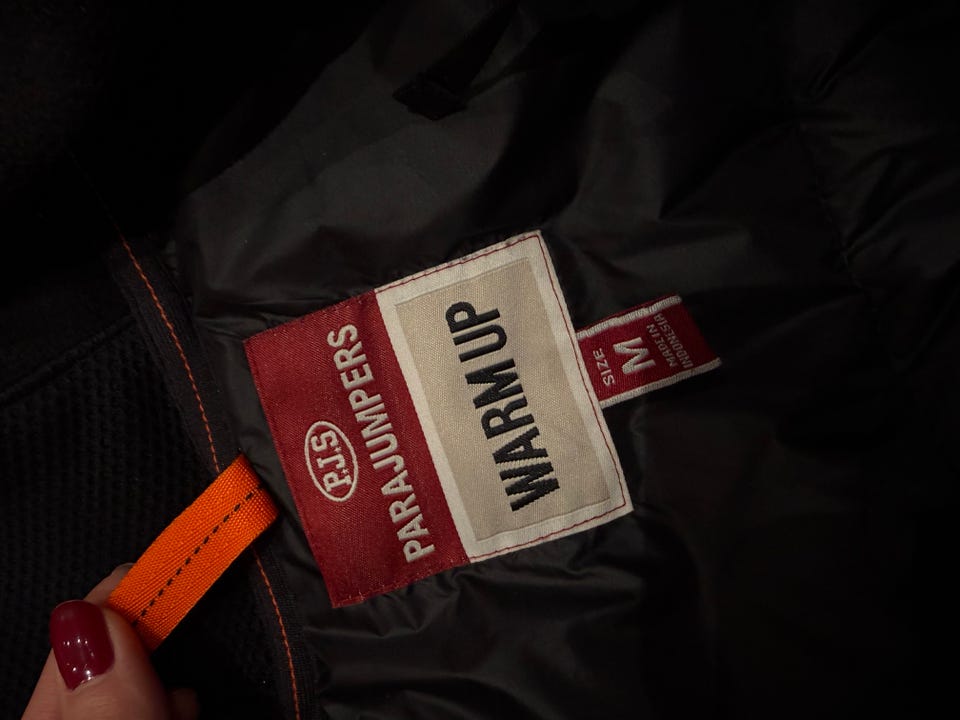 P.J.S
PARAJUMPERS
WARM UP
SIZE
M
MADE IN
INDONESIA